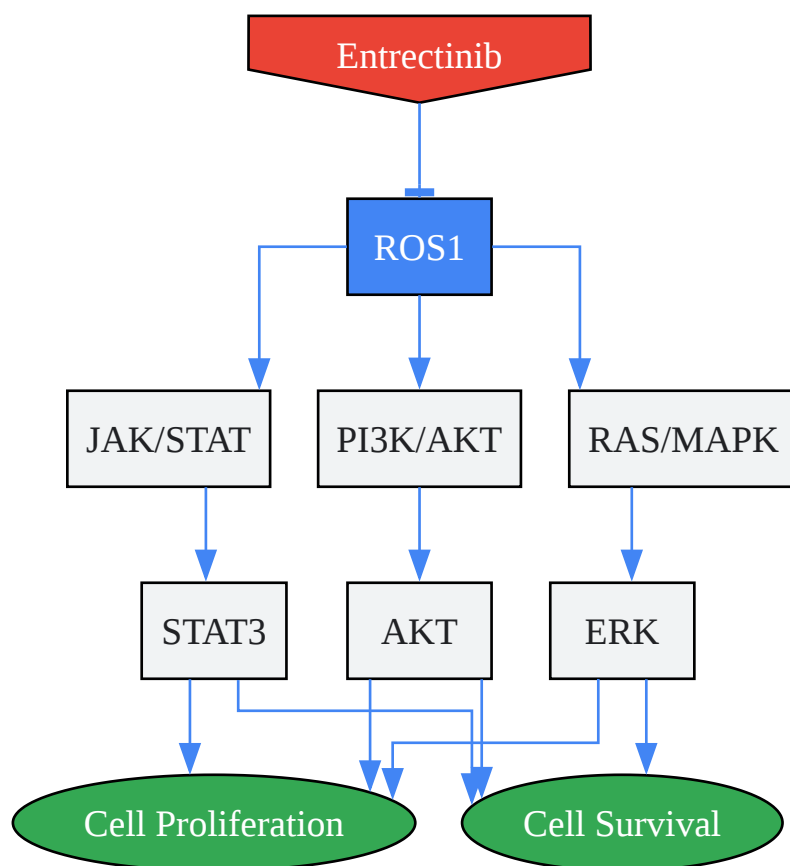 Entrectinib
ROS1
JAK/STAT
PI3K/AKT
RAS/MAPK
STAT3
AKT
ERK
Cell Proliferation
Cell Survival